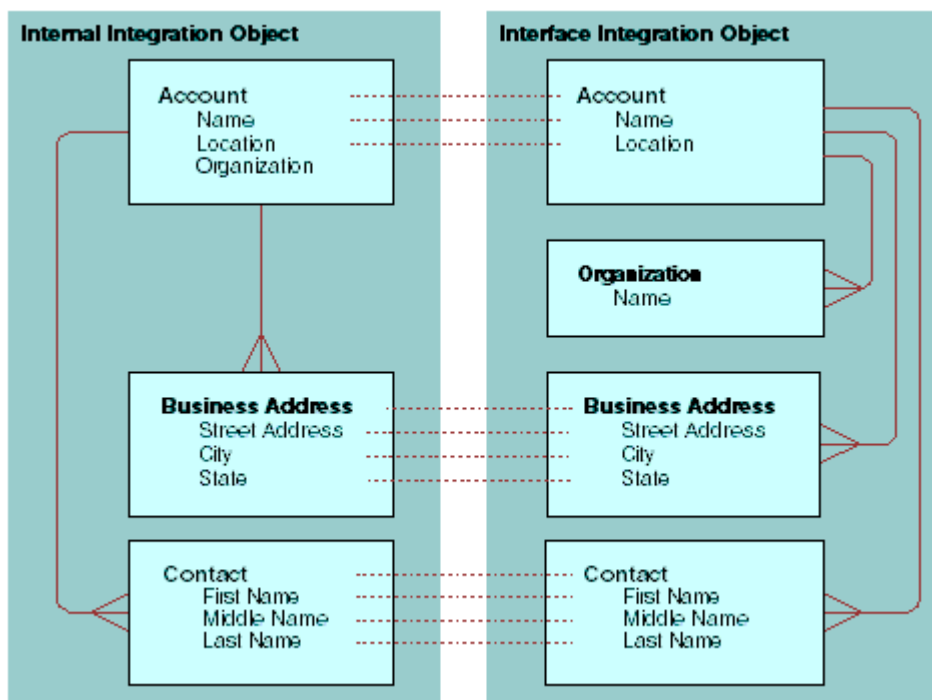 Internal Integration Object
Account
Name
Location
Organization
Business Address
Street Address
City
State
Contact
First Name
Middle Name
Last Name
Interface Integration Object
Account
Name
Location
Organization
Name
Business Address
Street Address
City
State
Contact
First Name
Middle Name
Last Name